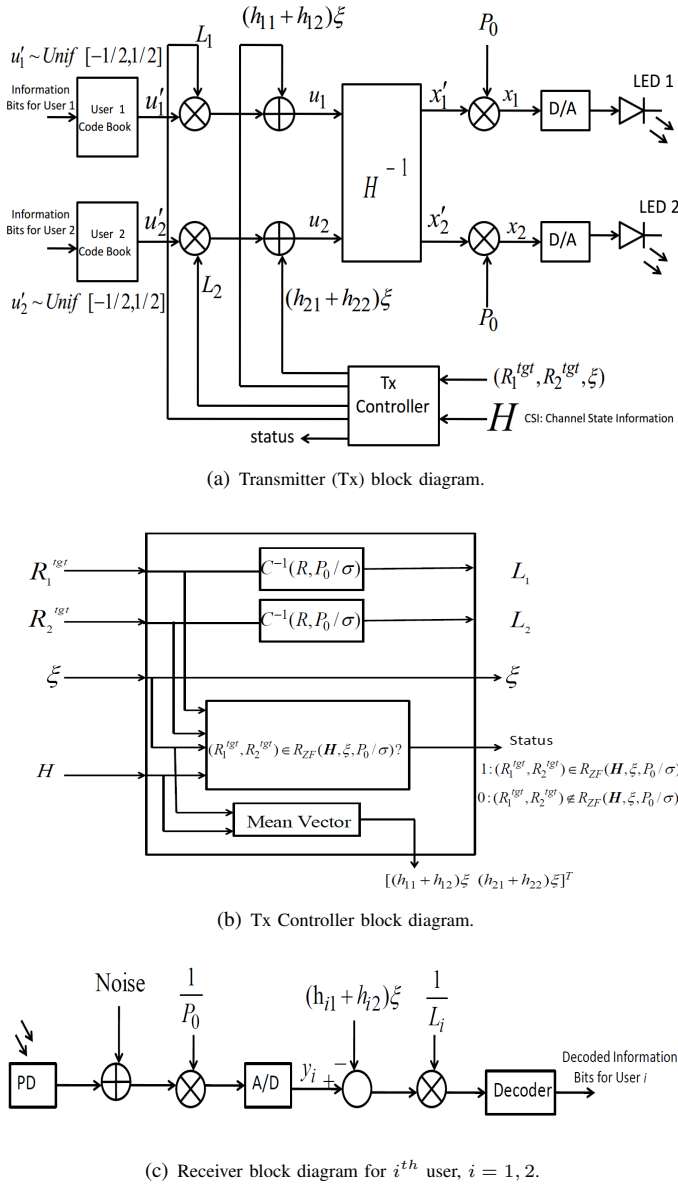 u′₁ ~ Unif [-1/2,1/2]
L₁
(h₁₁ + h₁₂)ξ
P₀
Information
Bits for User 1
User 1
Code Book
u′₁
u₁
x′₁
x₁
D/A
LED 1
H⁻¹
Information
Bits for User 2
User 2
Code Book
u′₂
u₂
x′₂
x₂
D/A
LED 2
u′₂ ~ Unif [-1/2,1/2]
L₂
(h₂₁ + h₂₂)ξ
P₀
Tx
Controller
(R₁ᵗᵍᵗ, R₂ᵗᵍᵗ, ξ)
H CSI: Channel State Information
status
(a) Transmitter (Tx) block diagram.
R₁ᵗᵍᵗ
C⁻¹(R, P₀/σ)
L₁
R₂ᵗᵍᵗ
C⁻¹(R, P₀/σ)
L₂
ξ
ξ
H
(R₁ᵗᵍᵗ, R₂ᵗᵍᵗ) ∈ R_ZF(H, ξ, P₀/σ)?
Status
1:(R₁ᵗᵍᵗ, R₂ᵗᵍᵗ) ∈ R_ZF(H, ξ, P₀/σ)
0:(R₁ᵗᵍᵗ, R₂ᵗᵍᵗ) ∉ R_ZF(H, ξ, P₀/σ)
Mean Vector
[(h₁₁ + h₁₂)ξ (h₂₁ + h₂₂)ξ]ᵀ
(b) Tx Controller block diagram.
Noise
1/P₀
(hᵢ₁ + hᵢ₂)ξ
1/Lᵢ
PD
A/D
yᵢ + −
Decoder
Decoded Information
Bits for User i
(c) Receiver block diagram for iᵗʰ user, i = 1, 2.